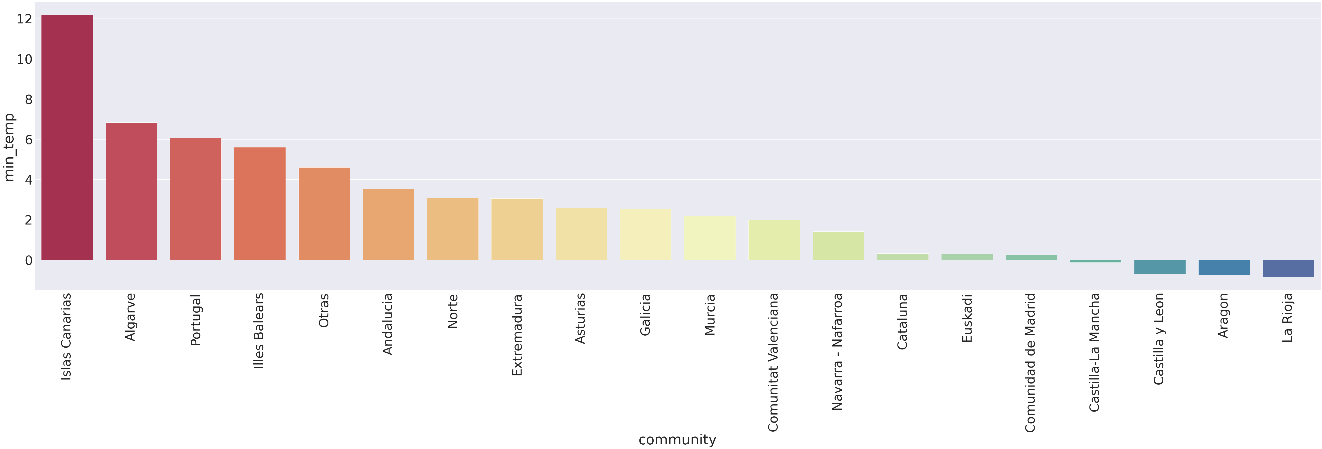 12
10
8
6
4
2
0
min_temp
Islas Canarias
Algarve
Portugal
Illes Balears
Otras
Andalucia
Norte
Extremadura
Asturias
Galicia
Murcia
Comunitat Valenciana
Navarra - Nafarroa
Cataluna
Euskadi
Comunidad de Madrid
Castilla-La Mancha
Castilla y Leon
Aragon
La Rioja
community